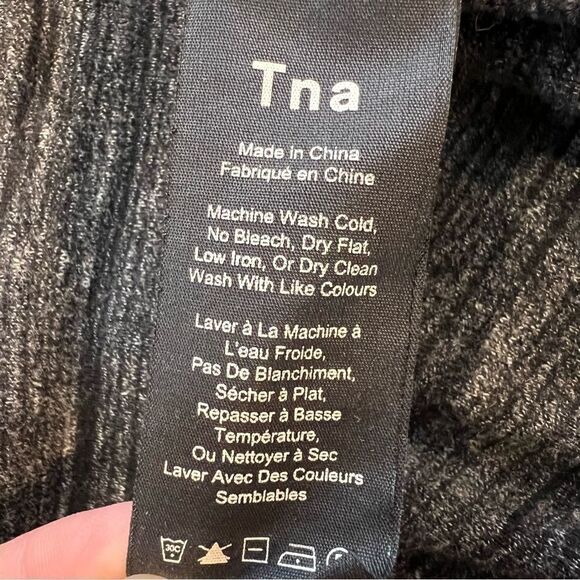 Tna
Made In China
Fabriqué en Chine
Machine Wash Cold,
No Bleach, Dry Flat,
Low Iron, Or Dry Clean
Wash With Like Colours
Laver à La Machine à
L'eau Froide,
Pas De Blanchiment,
Sécher à Plat,
Repasser à Basse
Température,
Ou Nettoyer à Sec
Laver Avec Des Couleurs
Semblables
30C